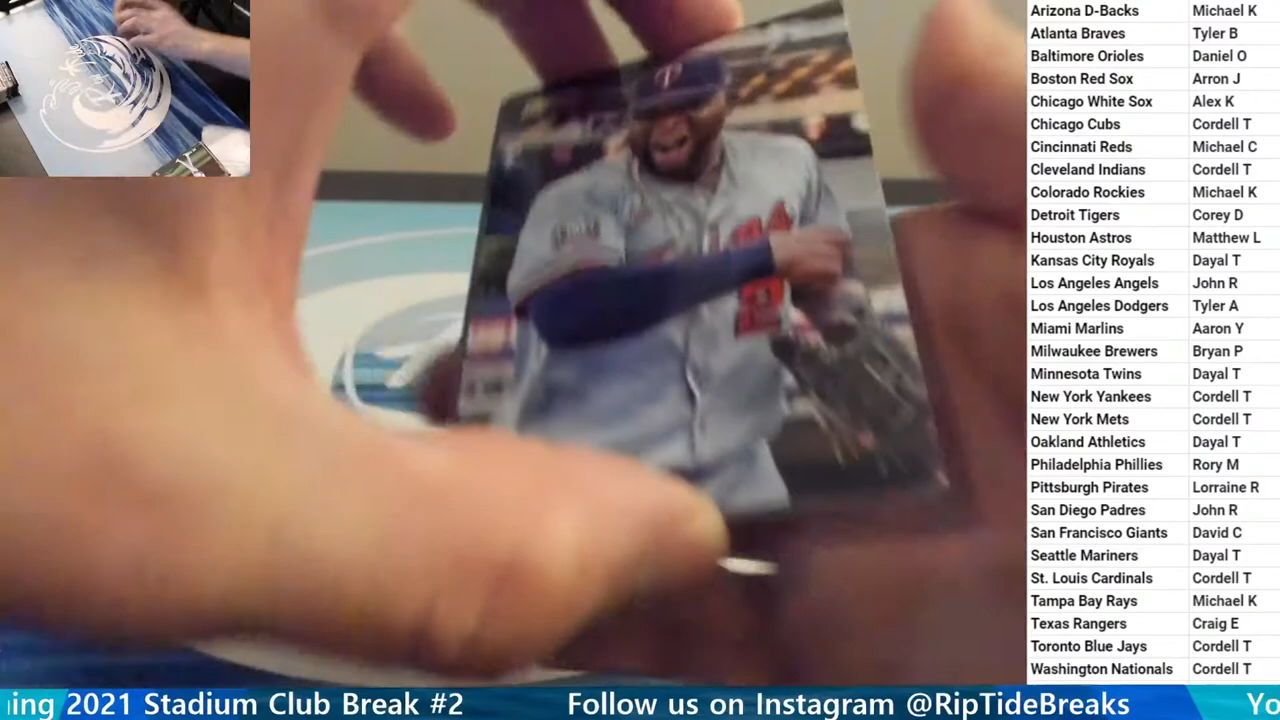 Arizona D-Backs Michael K
Atlanta Braves Tyler B
Baltimore Orioles Daniel O
Boston Red Sox Arron J
Chicago White Sox Alex K
Chicago Cubs Cordell T
Cincinnati Reds Michael C
Cleveland Indians Cordell T
Colorado Rockies Michael K
Detroit Tigers Corey D
Houston Astros Matthew L
Kansas City Royals Dayal T
Los Angeles Angels John R
Los Angeles Dodgers Tyler A
Miami Marlins Aaron Y
Milwaukee Brewers Bryan P
Minnesota Twins Dayal T
New York Yankees Cordell T
New York Mets Cordell T
Oakland Athletics Dayal T
Philadelphia Phillies Rory M
Pittsburgh Pirates Lorraine R
San Diego Padres John R
San Francisco Giants David C
Seattle Mariners Dayal T
St. Louis Cardinals Cordell T
Tampa Bay Rays Michael K
Texas Rangers Craig E
Toronto Blue Jays Cordell T
Washington Nationals Cordell T
ing 2021 Stadium Club Break #2 Follow us on Instagram @RipTideBreaks Yo